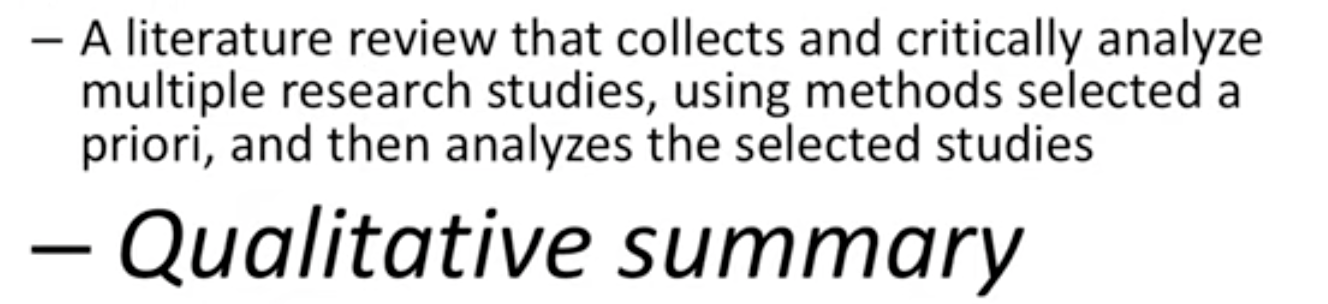 – A literature review that collects and critically analyze
multiple research studies, using methods selected a
priori, and then analyzes the selected studies
– Qualitative summary